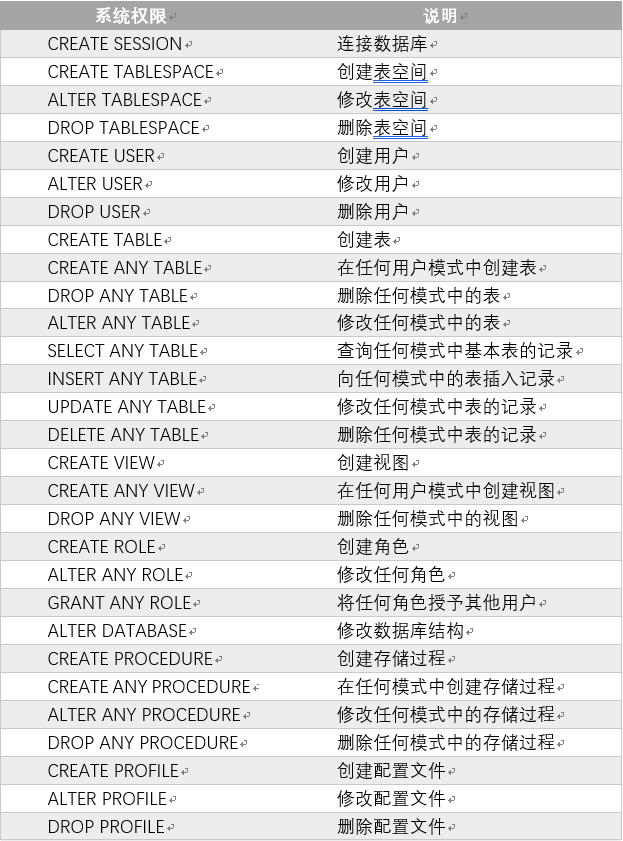 系统权限 说明
CREATE SESSION 连接数据库
CREATE TABLESPACE 创建表空间
ALTER TABLESPACE 修改表空间
DROP TABLESPACE 删除表空间
CREATE USER 创建用户
ALTER USER 修改用户
DROP USER 删除用户
CREATE TABLE 创建表
CREATE ANY TABLE 在任何用户模式中创建表
DROP ANY TABLE 删除任何模式中的表
ALTER ANY TABLE 修改任何模式中的表
SELECT ANY TABLE 查询任何模式中基本表的记录
INSERT ANY TABLE 向任何模式中的表插入记录
UPDATE ANY TABLE 修改任何模式中表的记录
DELETE ANY TABLE 删除任何模式中表的记录
CREATE VIEW 创建视图
CREATE ANY VIEW 在任何用户模式中创建视图
DROP ANY VIEW 删除任何模式中的视图
CREATE ROLE 创建角色
ALTER ANY ROLE 修改任何角色
GRANT ANY ROLE 将任何角色授予其他用户
ALTER DATABASE 修改数据库结构
CREATE PROCEDURE 创建存储过程
CREATE ANY PROCEDURE 在任何模式中创建存储过程
ALTER ANY PROCEDURE 修改任何模式中的存储过程
DROP ANY PROCEDURE 删除任何模式中的存储过程
CREATE PROFILE 创建配置文件
ALTER PROFILE 修改配置文件
DROP PROFILE 删除配置文件